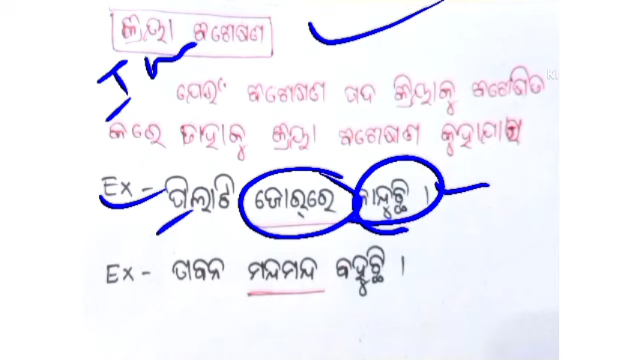 କ୍ରିୟା ବିଶେଷଣ
ଯେଉଁ ବିଶେଷଣ ପଦ କ୍ରିୟାକୁ ବିଶେଷିତ
କରେ ତାହାକୁ କ୍ରିୟା ବିଶେଷଣ କୁହାଯାଏ
Ex - ପିଲାଟି ଜୋର୍‌ରେ କାନ୍ଦୁଛି ।
Ex - ପବନ ମନ୍ଦମନ୍ଦ ବହୁଛି ।